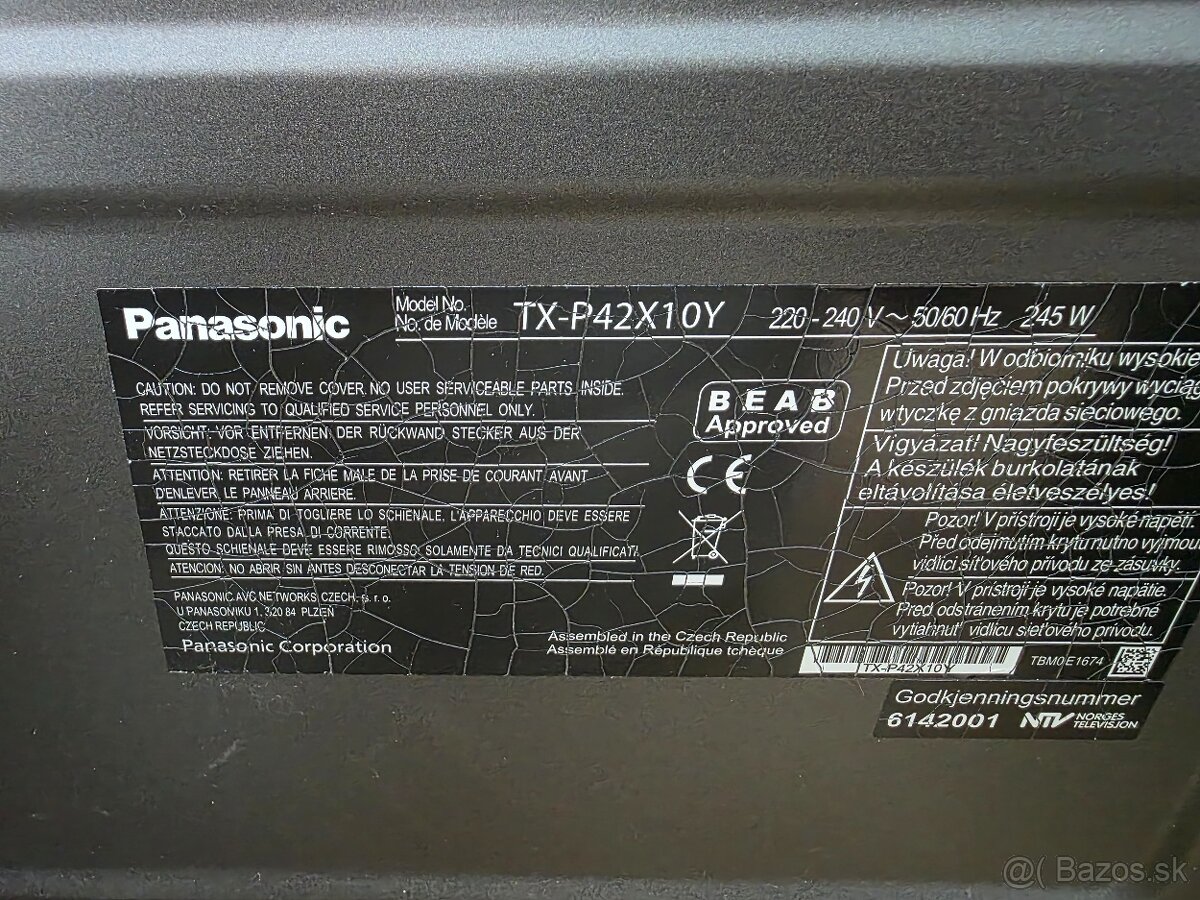 Panasonic
Model No.
No. de Modèle
TX-P42X10Y
220 - 240 V ~ 50/60 Hz 245 W
CAUTION: DO NOT REMOVE COVER. NO USER SERVICEABLE PARTS INSIDE.
REFER SERVICING TO QUALIFIED SERVICE PERSONNEL ONLY.
VORSICHT: VOR ENTFERNEN DER RÜCKWAND STECKER AUS DER
NETZSTECKDOSE ZIEHEN.
ATTENTION: RETIRER LA FICHE MALE DE LA PRISE DE COURANT AVANT
D'ENLEVER LE PANNEAU ARRIERE.
ATTENZIONE: PRIMA DI TOGLIERE LO SCHIENALE, L'APPARECCHIO DEVE ESSERE
STACCATO DALLA PRESA DI CORRENTE.
QUESTO SCHIENALE DEVE ESSERE RIMOSSO SOLAMENTE DA TECNICI QUALIFICATI.
ATENCION: NO ABRIR SIN ANTES DESCONECTAR LA TENSION DE RED.
PANASONIC AVC NETWORKS CZECH, s. r. o.
U PANASONIKU 1, 320 84 PLZEŇ
CZECH REPUBLIC
Panasonic Corporation
BEAB
Approved
CE
Assembled in the Czech Republic
Assemblé en République tchèque
Uwaga! W odbiorniku wysokie
Przed zdjęciem pokrywy wyciąg
wtyczkę z gniazda sieciowego.
Vigyázat! Nagyfeszültség!
A készülék burkolatának
eltávolítása életveszélyes!
Pozor! V přístroji je vysoké napětí.
Před odejmutím krytu nutno vyjmou
vidlici síťového přívodu ze zásuvky.
Pozor! V prístroji je vysoké napätie.
Pred odstránením krytu je potrebné
vytiahnuť vidlicu sieťového prívodu.
TX-P42X10Y
TBM0E1674
Godkjenningsnummer
6142001 NTV NORGES
TELEVISJON
@( Bazos.sk